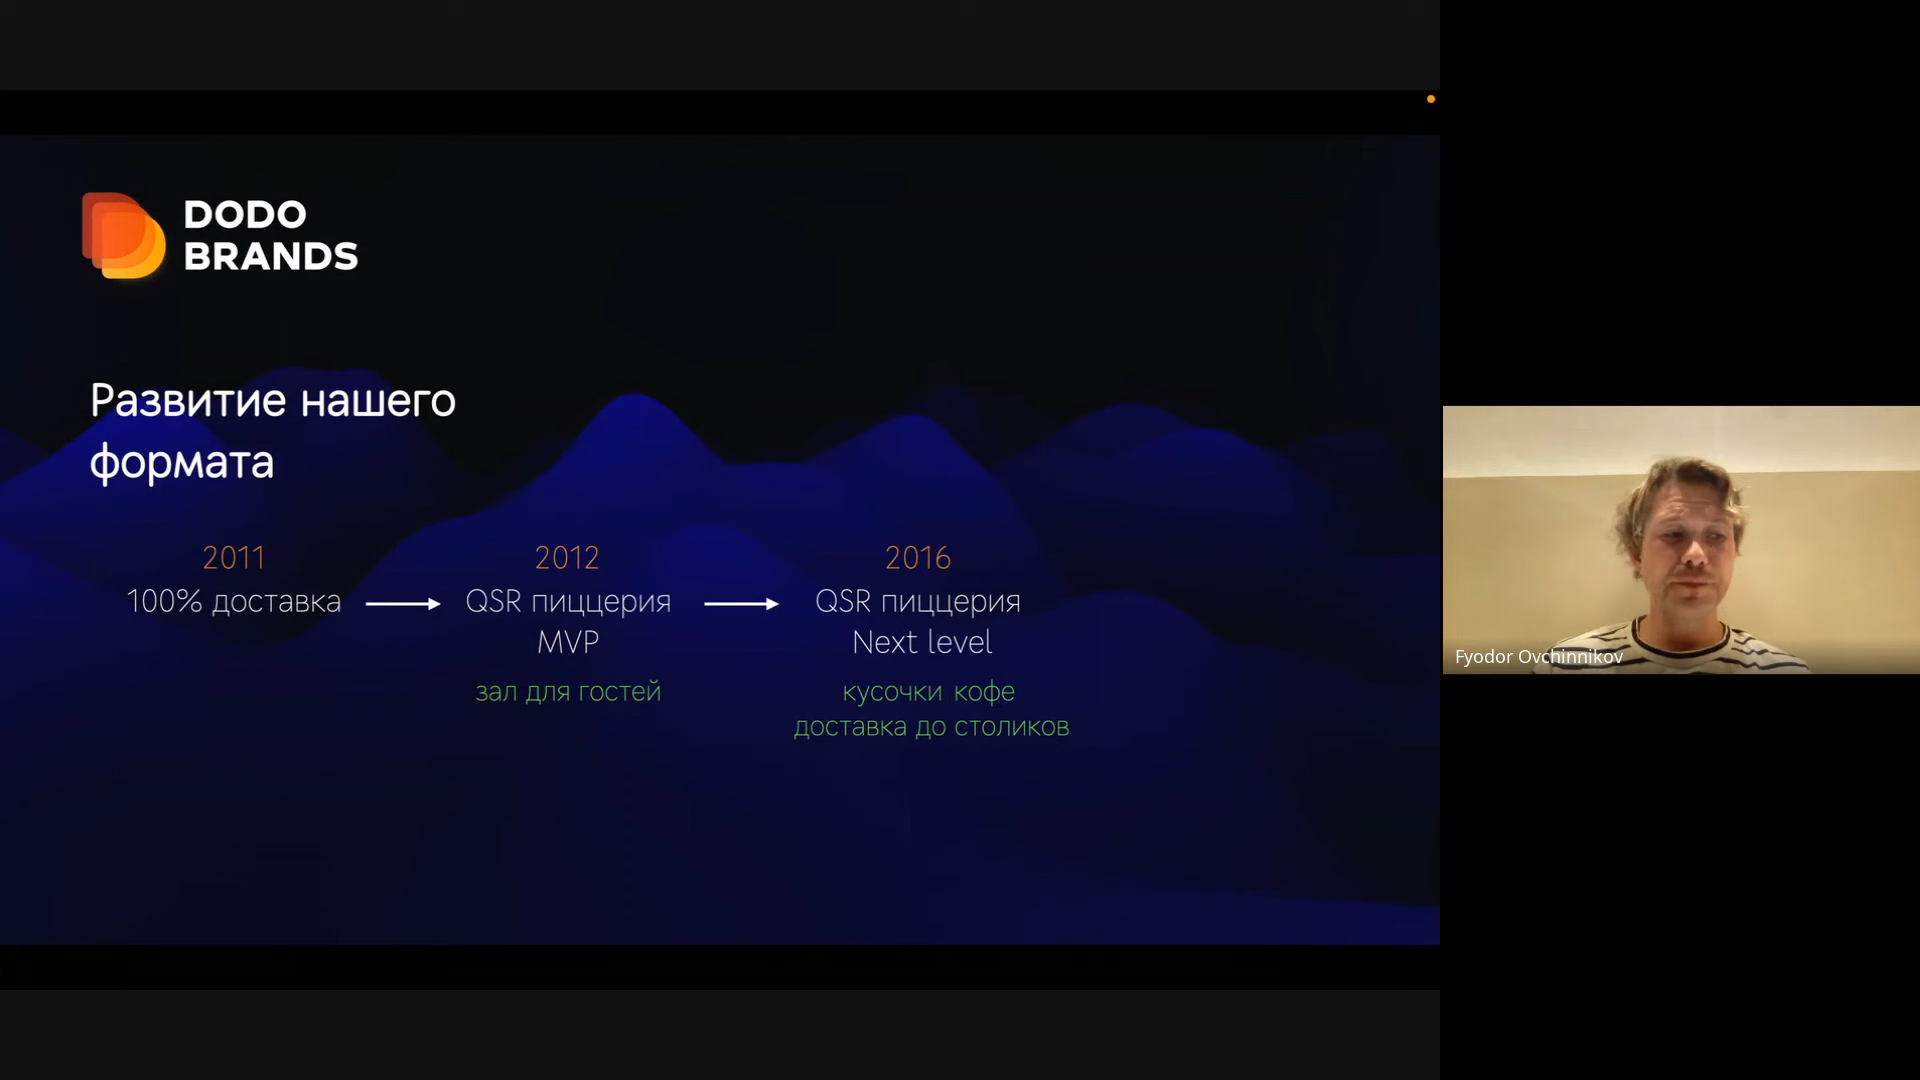 DODO
BRANDS
Развитие нашего
формата
2011
100% доставка
2012
QSR пиццерия
MVP
зал для гостей
2016
QSR пиццерия
Next level
кусочки кофе
доставка до столиков
Fyodor Ovchinnikov